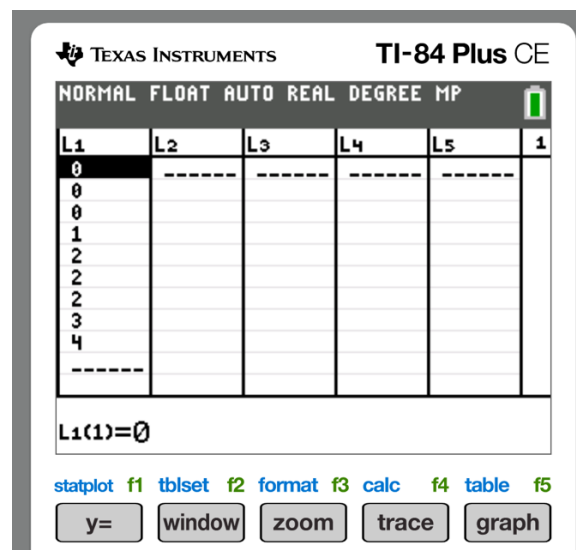 TEXAS INSTRUMENTS TI-84 Plus CE
NORMAL FLOAT AUTO REAL DEGREE MP
L1 L2 L3 L4 L5 1
0 ------ ------ ------ ------
0
0
1
2
2
2
3
4
------
L1(1)=0
statplot f1 tblset f2 format f3 calc f4 table f5
y= window zoom trace graph